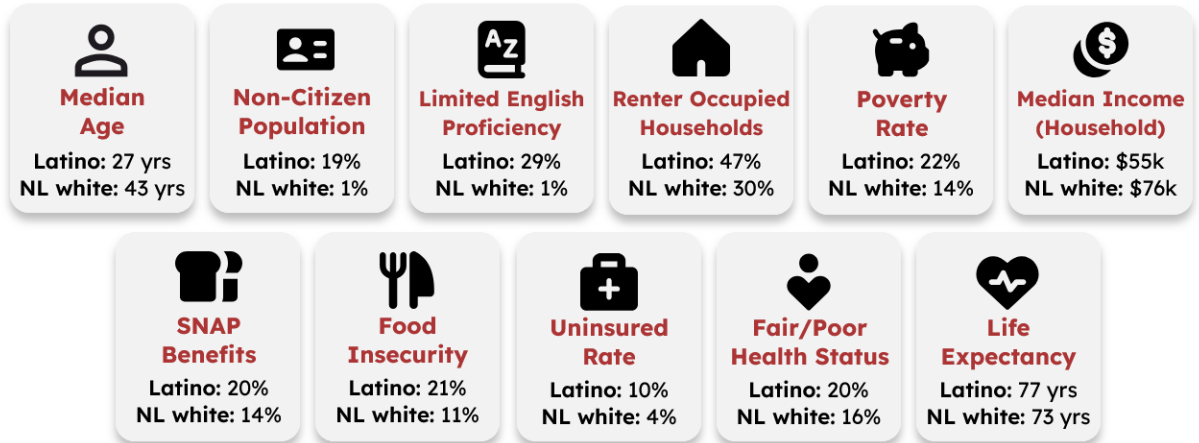 Median
Age
Latino: 27 yrs
NL white: 43 yrs
Non-Citizen
Population
Latino: 19%
NL white: 1%
A Z
Limited English
Proficiency
Latino: 29%
NL white: 1%
Renter Occupied
Households
Latino: 47%
NL white: 30%
Poverty
Rate
Latino: 22%
NL white: 14%
$
Median Income
(Household)
Latino: $55k
NL white: $76k
SNAP
Benefits
Latino: 20%
NL white: 14%
Food
Insecurity
Latino: 21%
NL white: 11%
Uninsured
Rate
Latino: 10%
NL white: 4%
Fair/Poor
Health Status
Latino: 20%
NL white: 16%
Life
Expectancy
Latino: 77 yrs
NL white: 73 yrs